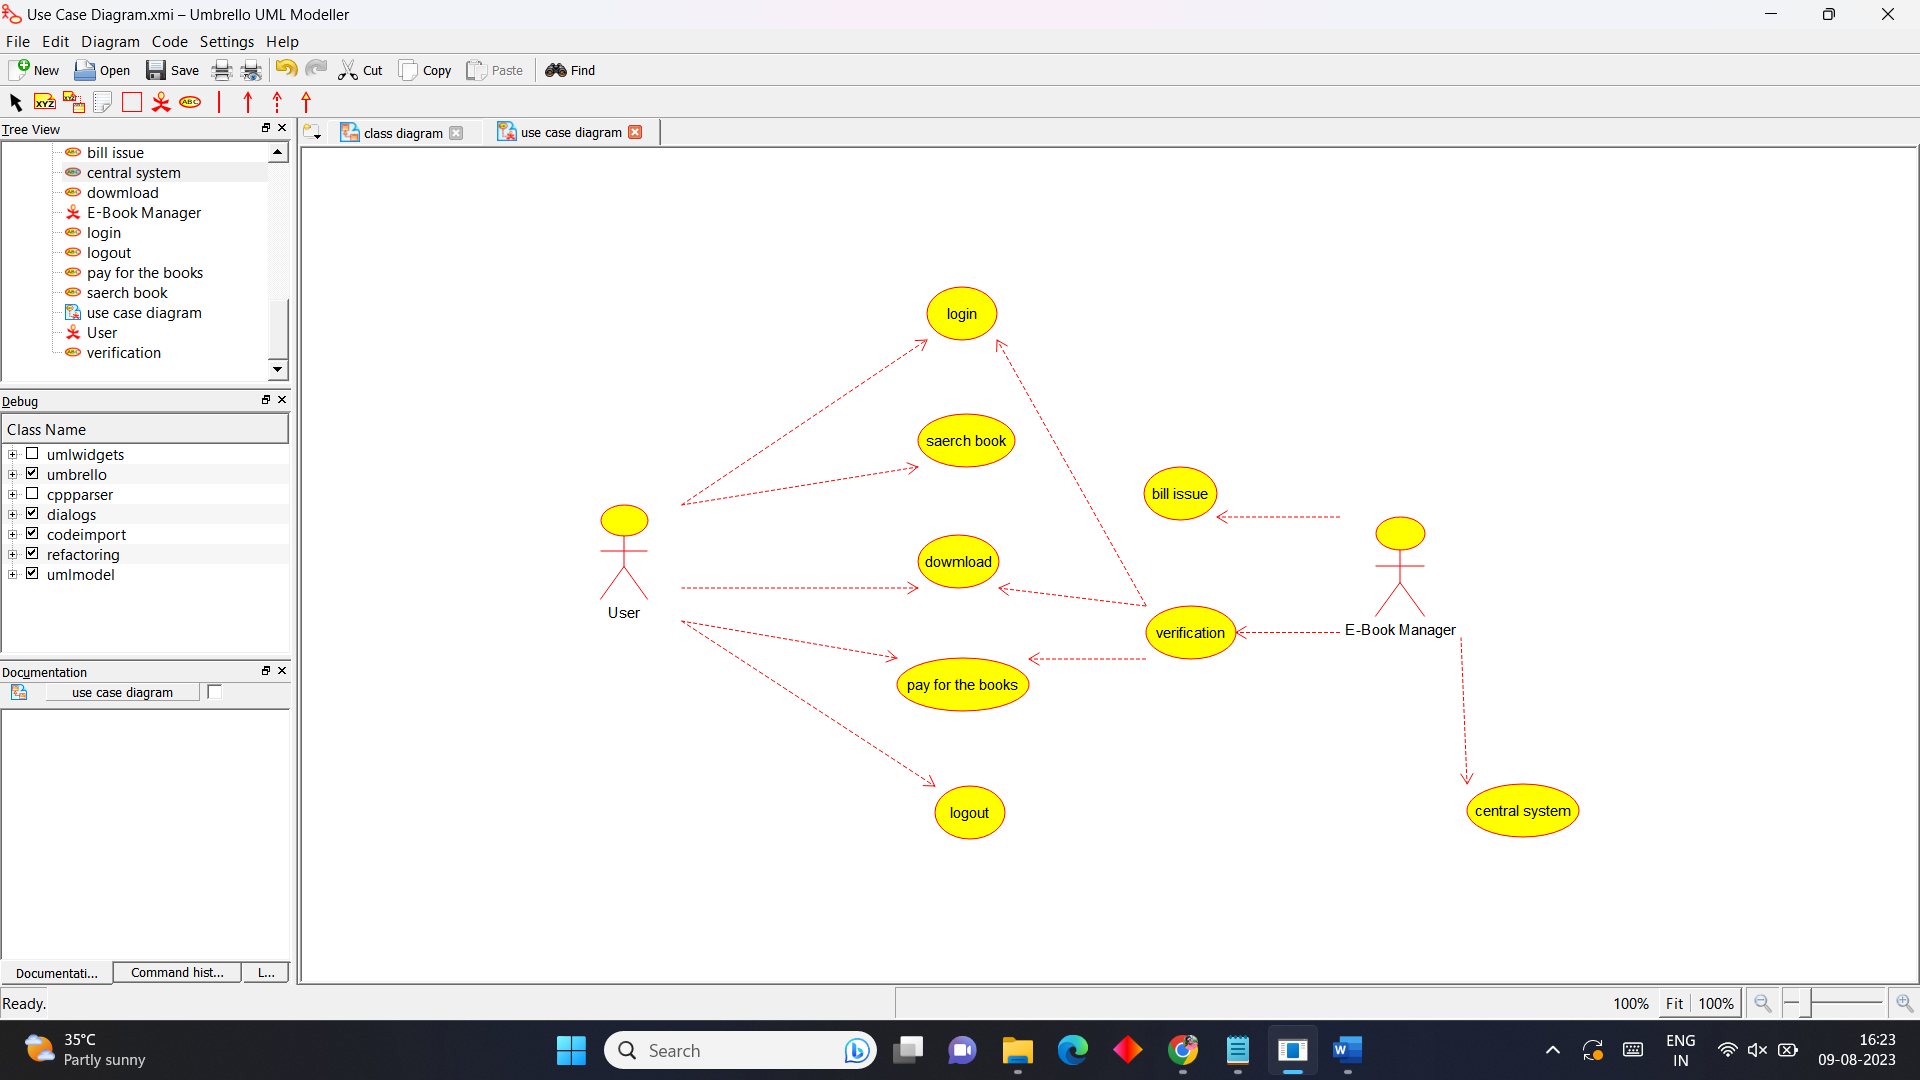 Use Case Diagram.xmi – Umbrello UML Modeller
File Edit Diagram Code Settings Help
New Open Save Cut Copy Paste Find
XYZ XYZ ABC
Tree View
class diagram
use case diagram
bill issue
central system
dowmload
E-Book Manager
login
logout
pay for the books
saerch book
use case diagram
User
verification
Debug
Class Name
umlwidgets
umbrello
cppparser
dialogs
codeimport
refactoring
umlmodel
Documentation
use case diagram
Documentati...
Command hist...
L...
login
saerch book
bill issue
dowmload
User
verification
E-Book Manager
pay for the books
logout
central system
Ready.
100% Fit 100%
35°C
Partly sunny
Search
ENG
IN
16:23
09-08-2023